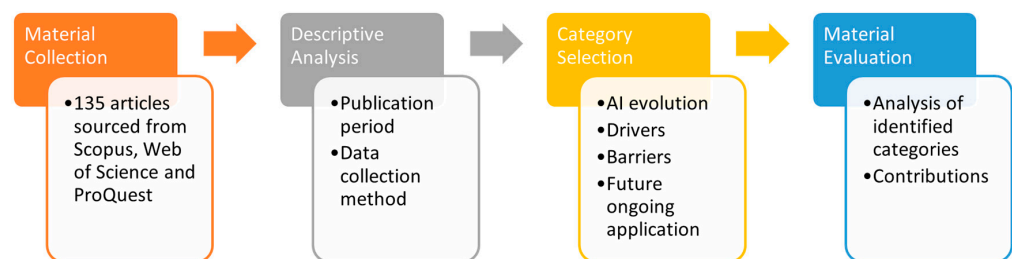 Material
Collection
•135 articles
sourced from
Scopus, Web
of Science and
ProQuest
Descriptive
Analysis
•Publication
period
•Data
collection
method
Category
Selection
•AI evolution
•Drivers
•Barriers
•Future
ongoing
application
Material
Evaluation
•Analysis of
identified
categories
•Contributions